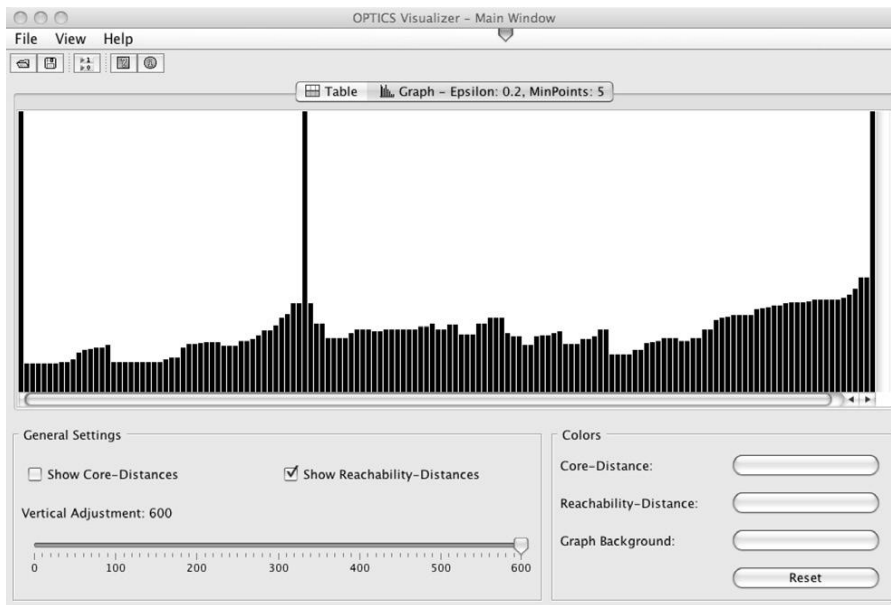 OPTICS Visualizer – Main Window
File View Help
Table Graph – Epsilon: 0.2, MinPoints: 5
General Settings
Show Core-Distances Show Reachability-Distances
Vertical Adjustment: 600
0 100 200 300 400 500 600
Colors
Core-Distance:
Reachability-Distance:
Graph Background:
Reset